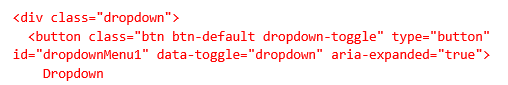 <div class="dropdown">
  <button class="btn btn-default dropdown-toggle" type="button"
id="dropdownMenu1" data-toggle="dropdown" aria-expanded="true">
    Dropdown